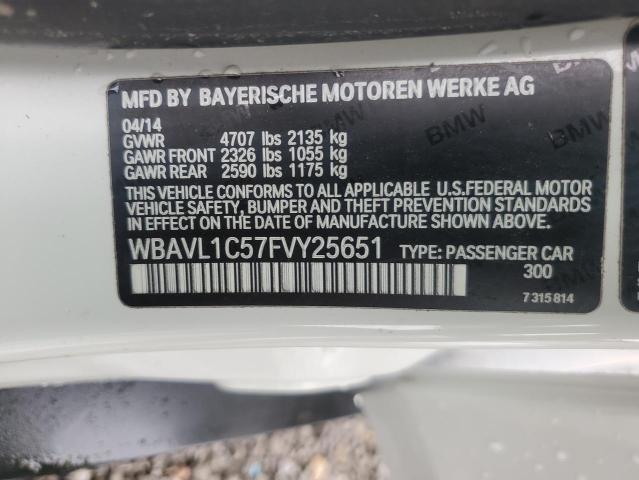 MFD BY BAYERISCHE MOTOREN WERKE AG
04/14
GVWR 4707 lbs 2135 kg
GAWR FRONT 2326 lbs 1055 kg
GAWR REAR 2590 lbs 1175 kg
THIS VEHICLE CONFORMS TO ALL APPLICABLE U.S.FEDERAL MOTOR
VEHICLE SAFETY, BUMPER AND THEFT PREVENTION STANDARDS
IN EFFECT ON DATE OF MANUFACTURE SHOWN ABOVE.
WBAVL1C57FVY25651 TYPE: PASSENGER CAR
300
7 315 814
BMW
BMW